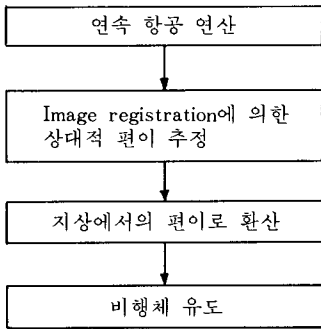 연속 항공 연산
Image registration에 의한
상대적 편이 추정
지상에서의 편이로 환산
비행체 유도